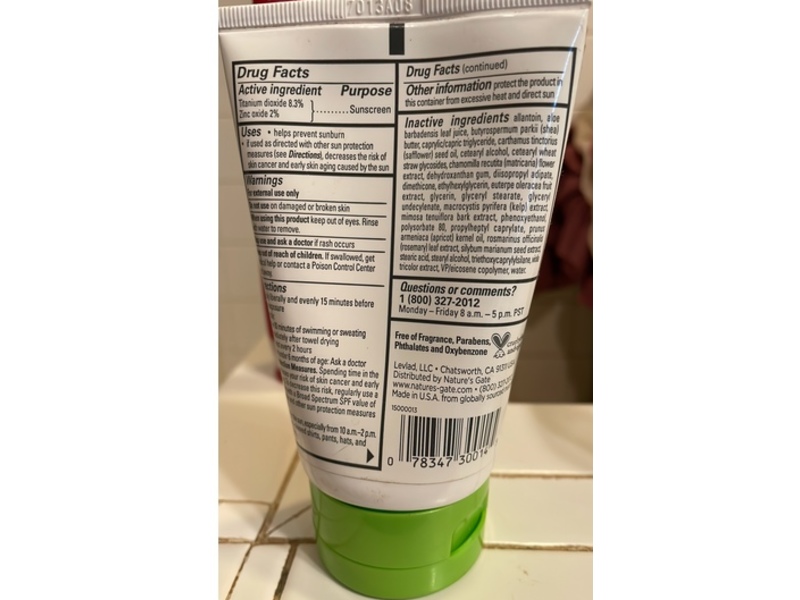 7013A08
Drug Facts
Active ingredient Purpose
Titanium dioxide 8.3%
Zinc oxide 2% }..........Sunscreen
Uses • helps prevent sunburn
• if used as directed with other sun protection
measures (see Directions), decreases the risk of
skin cancer and early skin aging caused by the sun
Warnings
external use only
use on damaged or broken skin
using this product keep out of eyes. Rinse
water to remove.
use and ask a doctor if rash occurs
out of reach of children. If swallowed, get
help or contact a Poison Control Center
liberally and evenly 15 minutes before
minutes of swimming or sweating
after towel drying
every 2 hours
6 months of age: Ask a doctor
Measures. Spending time in the
your risk of skin cancer and early
this risk, regularly use a
Broad Spectrum SPF value of
other sun protection measures
especially from 10 a.m.–2 p.m.
shirts, pants, hats, and
Drug Facts (continued)
Other information protect the product in
this container from excessive heat and direct sun
Inactive ingredients allantoin, aloe
barbadensis leaf juice, butyrospermum parkii (shea)
butter, caprylic/capric triglyceride, carthamus tinctorius
(safflower) seed oil, cetearyl alcohol, cetearyl wheat
straw glycosides, chamomilla recutita (matricaria) flower
extract, dehydroxanthan gum, diisopropyl adipate,
dimethicone, ethylhexylglycerin, euterpe oleracea fruit
extract, glycerin, glyceryl stearate, glyceryl
undecylenate, macrocystis pyrifera (kelp) extract,
mimosa tenuiflora bark extract, phenoxyethanol,
polysorbate 80, propylheptyl caprylate, prunus
armeniaca (apricot) kernel oil, rosmarinus officinalis
(rosemary) leaf extract, silybum marianum seed extract,
stearic acid, stearyl alcohol, triethoxycaprylylsilane, viola
tricolor extract, VP/eicosene copolymer, water.
Questions or comments?
1 (800) 327-2012
Monday – Friday 8 a.m. – 5 p.m. PST
Free of Fragrance, Parabens,
Phthalates and Oxybenzone
Levlad, LLC • Chatsworth, CA 91311
Distributed by Nature's Gate
www.natures-gate.com • (800) 327-20
Made in U.S.A. from globally sourced
15000013
0 78347 30014